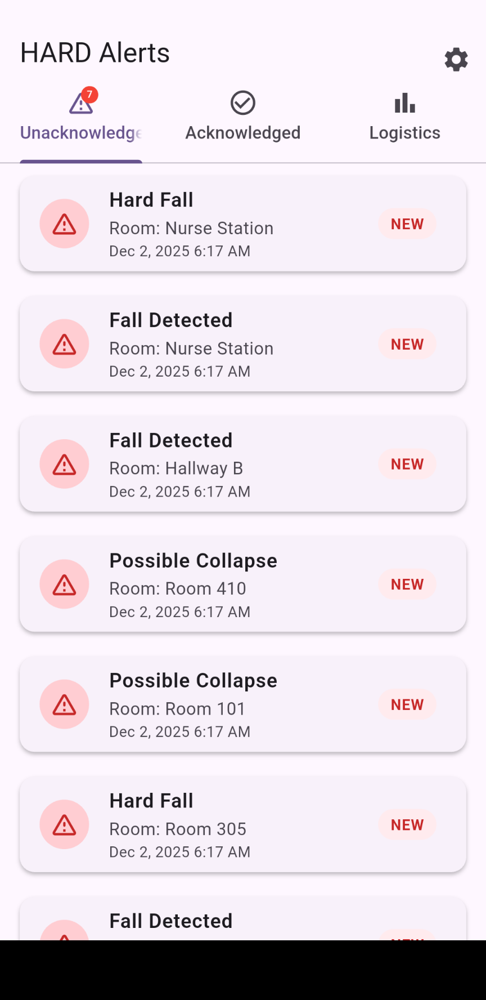 HARD Alerts
7
Unacknowledge
Acknowledged
Logistics
Hard Fall
Room: Nurse Station
Dec 2, 2025 6:17 AM
NEW
Fall Detected
Room: Nurse Station
Dec 2, 2025 6:17 AM
NEW
Fall Detected
Room: Hallway B
Dec 2, 2025 6:17 AM
NEW
Possible Collapse
Room: Room 410
Dec 2, 2025 6:17 AM
NEW
Possible Collapse
Room: Room 101
Dec 2, 2025 6:17 AM
NEW
Hard Fall
Room: Room 305
Dec 2, 2025 6:17 AM
NEW
Fall Detected